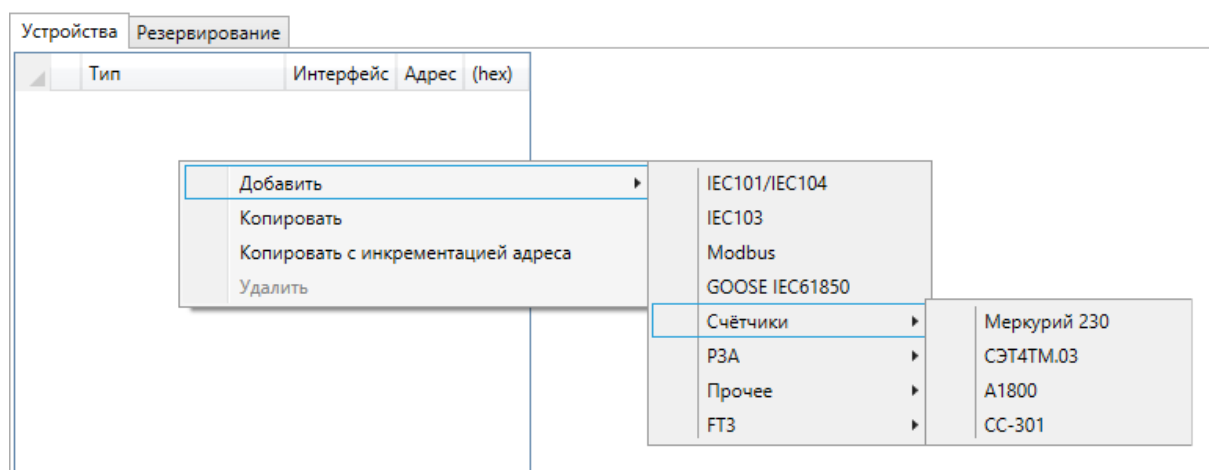 Устройства Резервирование
Тип Интерфейс Адрес (hex)
Добавить
Копировать
Копировать с инкрементацией адреса
Удалить
IEC101/IEC104
IEC103
Modbus
GOOSE IEC61850
Счётчики
РЗА
Прочее
FT3
Меркурий 230
СЭТ4ТМ.03
А1800
СС-301